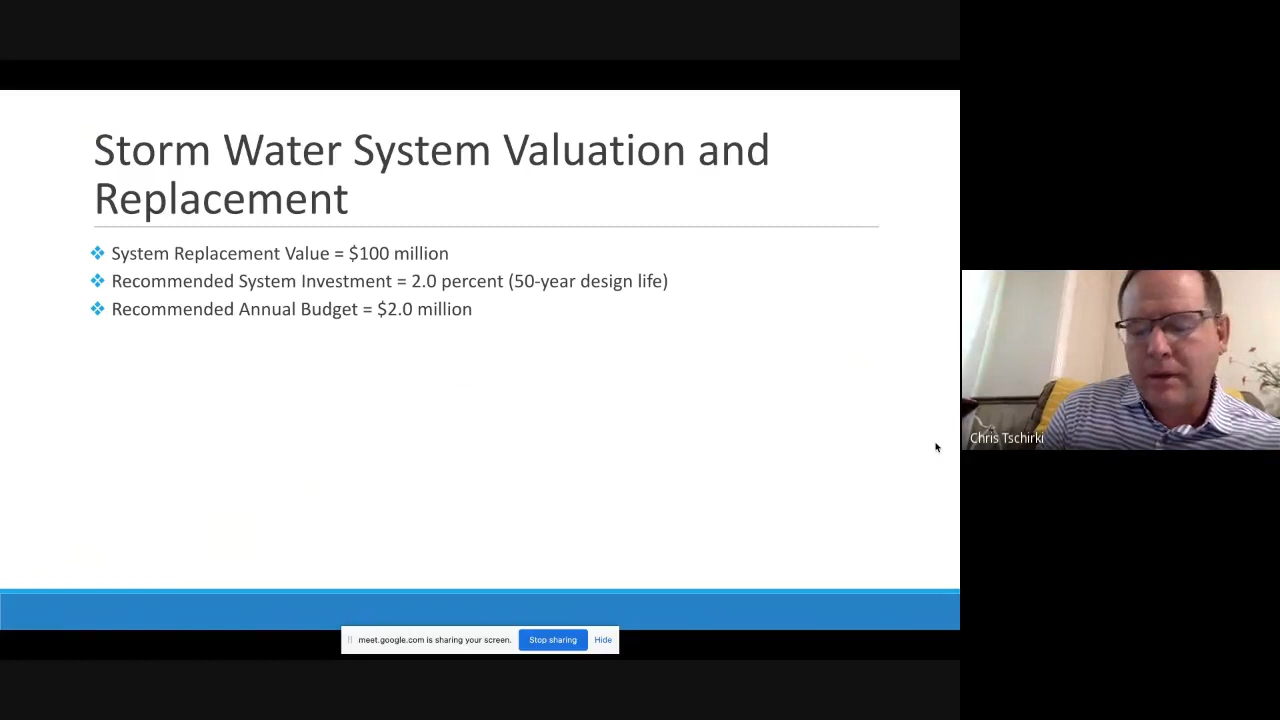 Storm Water System Valuation and
Replacement
❖ System Replacement Value = $100 million
❖ Recommended System Investment = 2.0 percent (50-year design life)
❖ Recommended Annual Budget = $2.0 million
Chris Tschirki
meet.google.com is sharing your screen. Stop sharing Hide